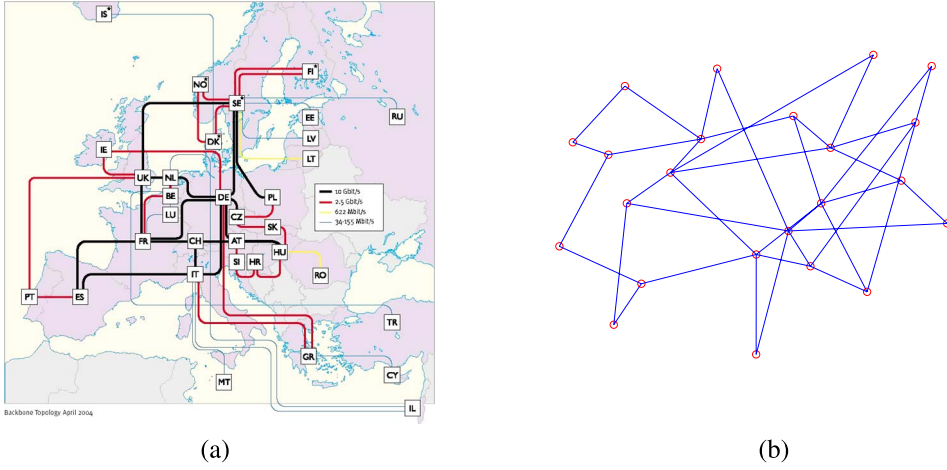 IS*
NO*
FI*
SE*
RU
EE
DK*
LV
IE
LT
UK
NL
DE
BE
PL
LU
CZ
SK
10 Gbit/s
2.5 Gbit/s
622 Mbit/s
34-155 Mbit/s
FR
CH
AT
HU
SI
HR
IT
RO
PT
ES
TR
GR
CY
MT
IL
Backbone Topology April 2004
(a)
(b)